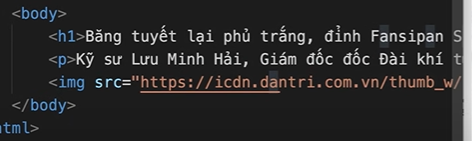 <body>
<h1>Băng tuyết lại phủ trắng, đỉnh Fansipan S
<p>Kỹ sư Lưu Minh Hải, Giám đốc đốc Đài khí t
<img src="https://icdn.dantri.com.vn/thumb_w/
</body>
html>